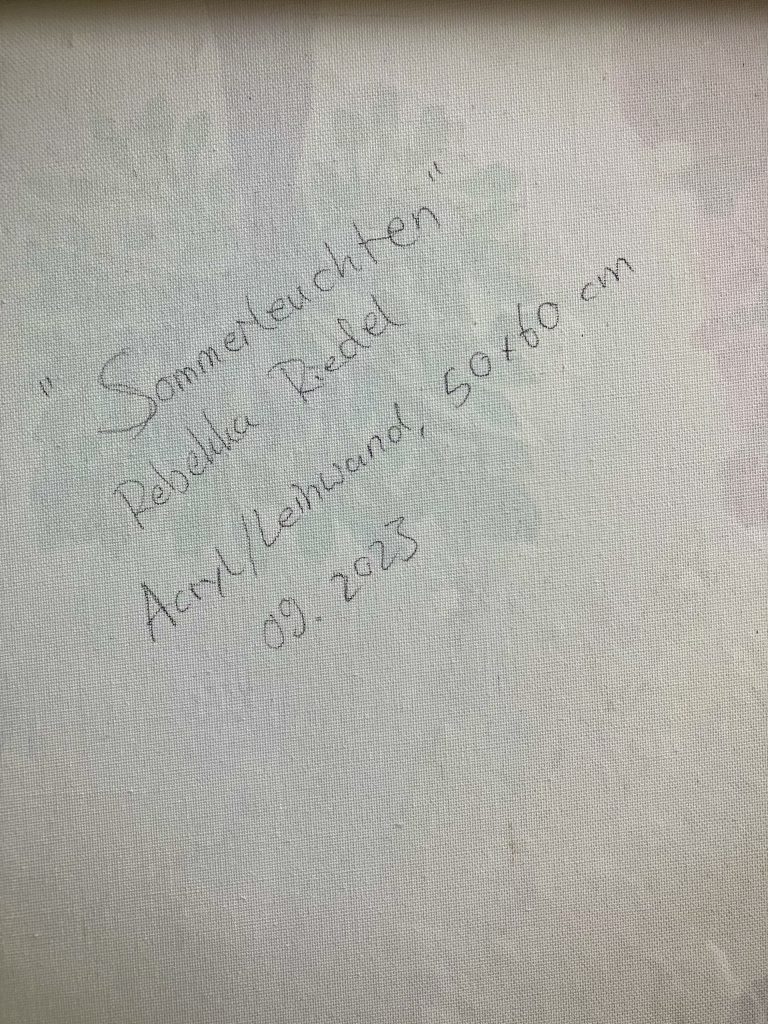 "Sommerleuchten"
Rebekka Riedel
Acryl/Leinwand, 50x60 cm
09.2023